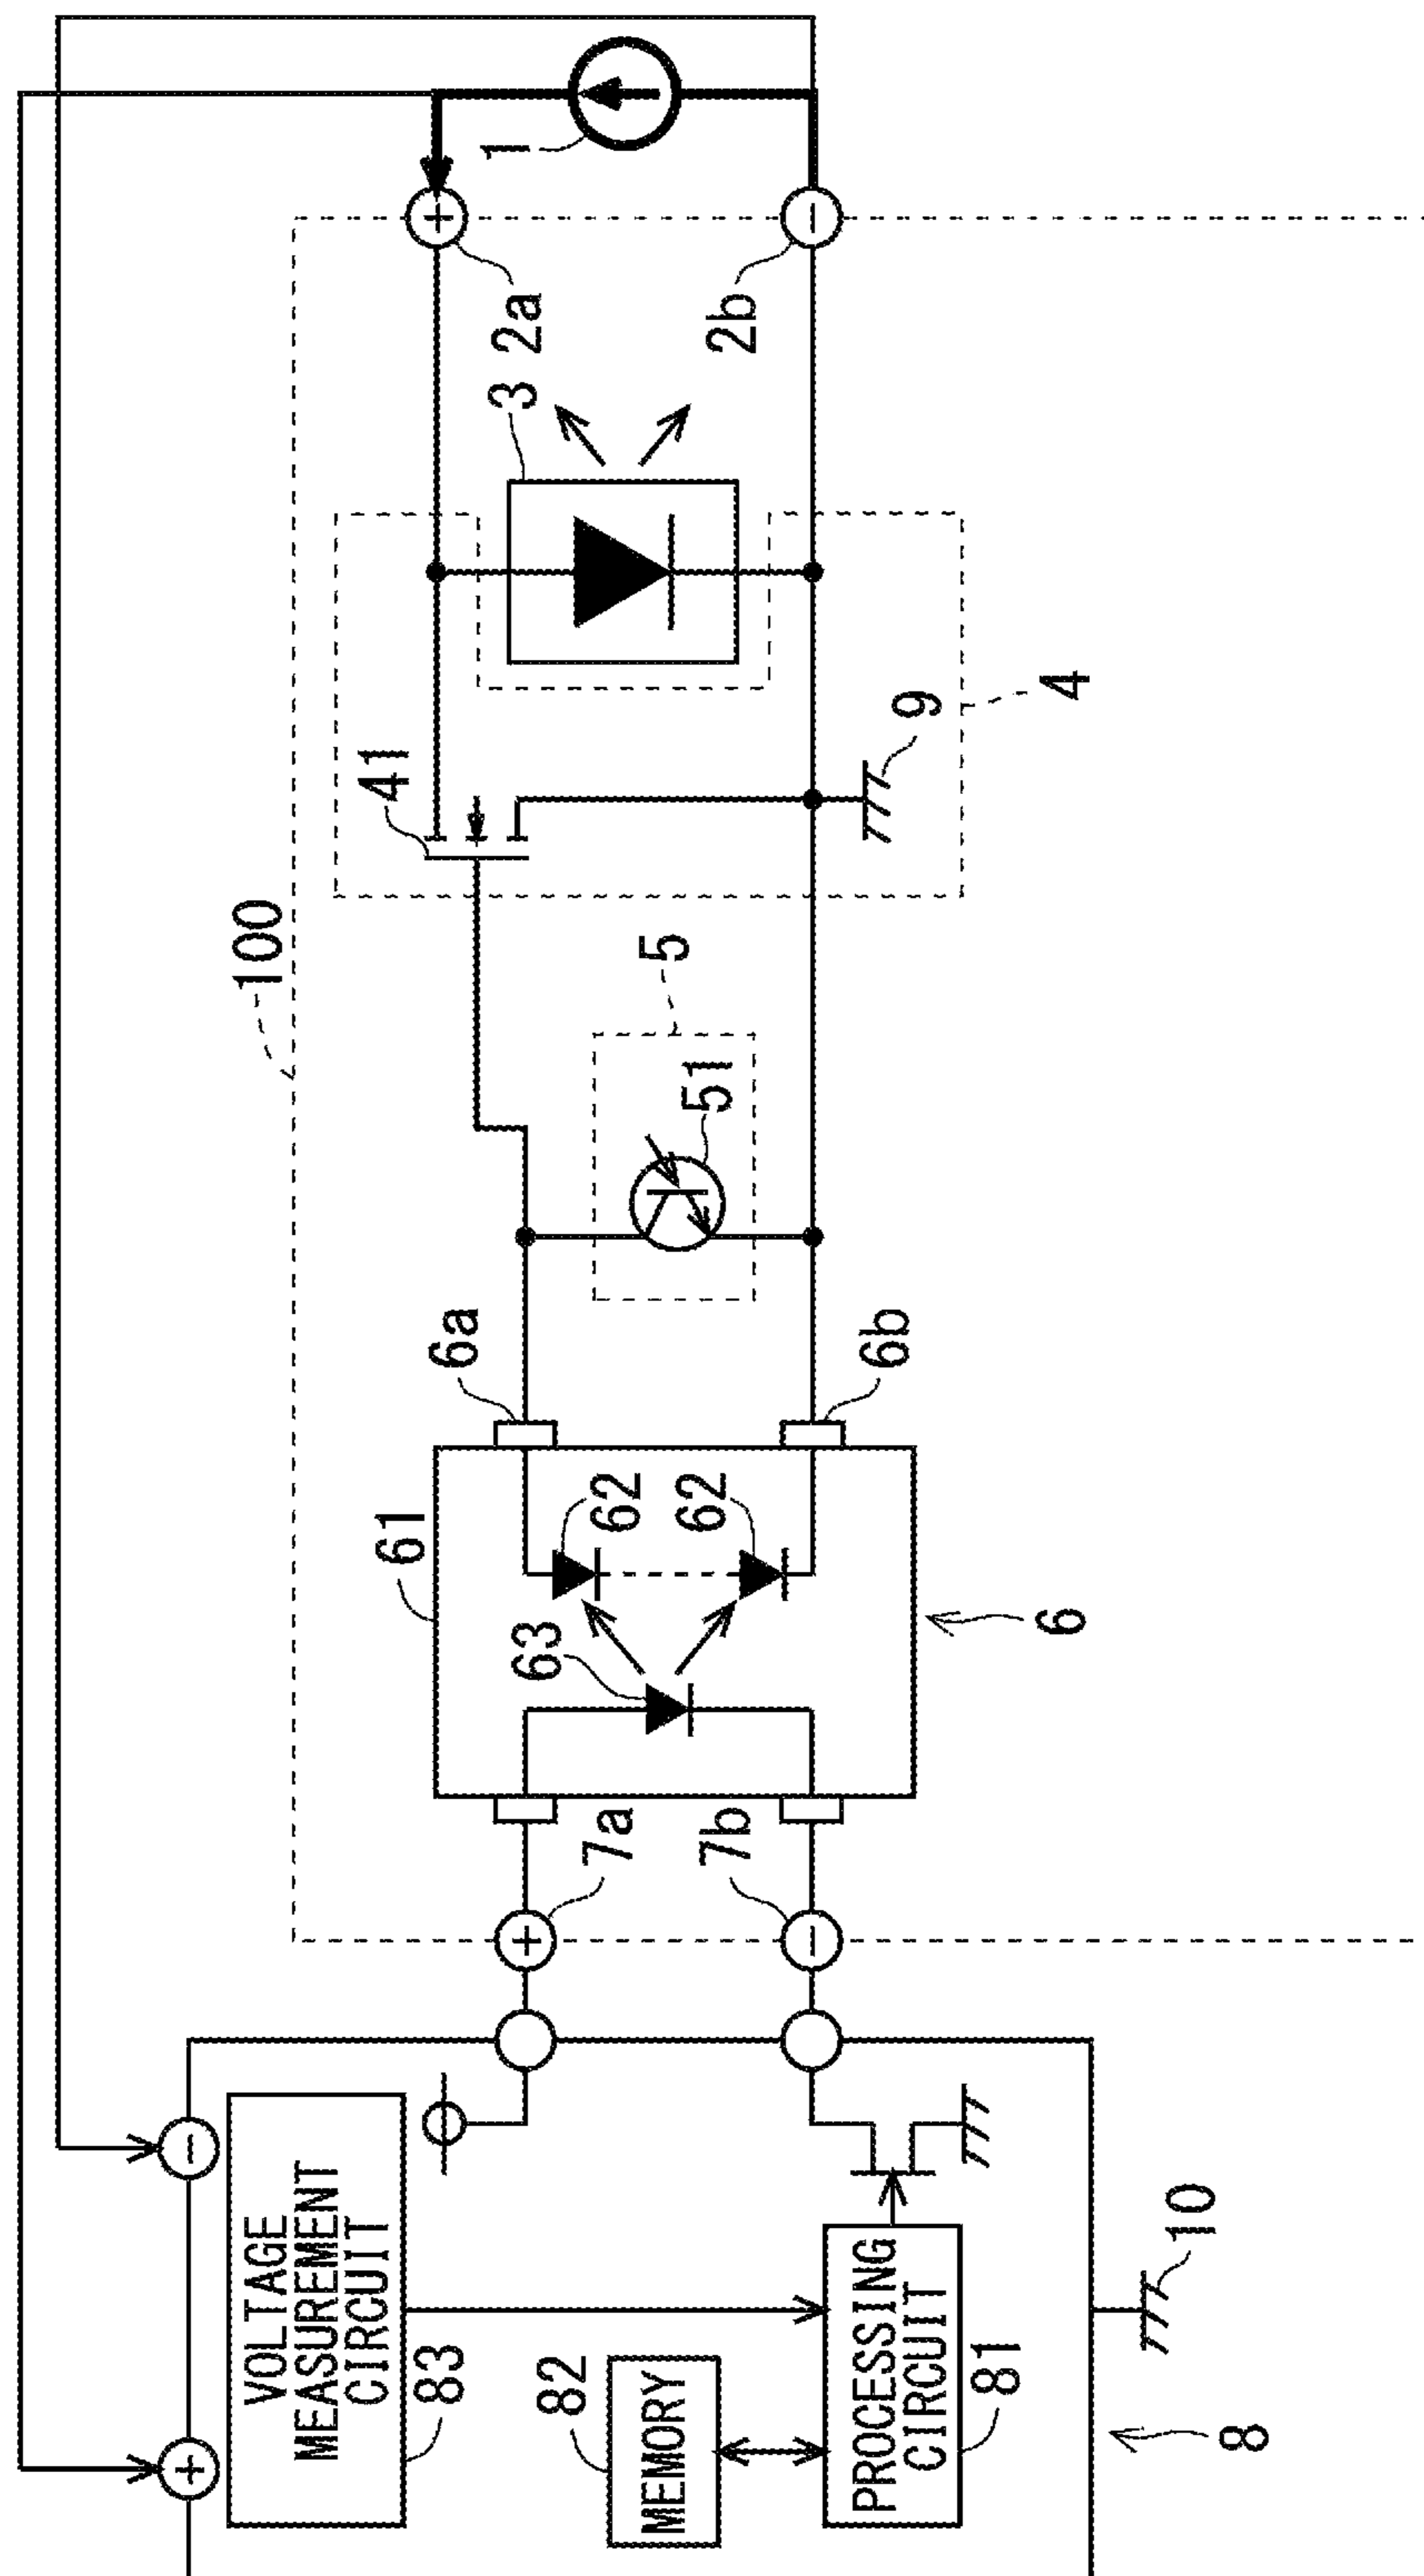 VOLTAGE
MEASUREMENT
CIRCUIT
83
82
MEMORY
PROCESSING
CIRCUIT
81
8
10
100
7a
7b
61
63
62
62
6a
6b
6
5
51
41
9
4
3
2a
2b
1